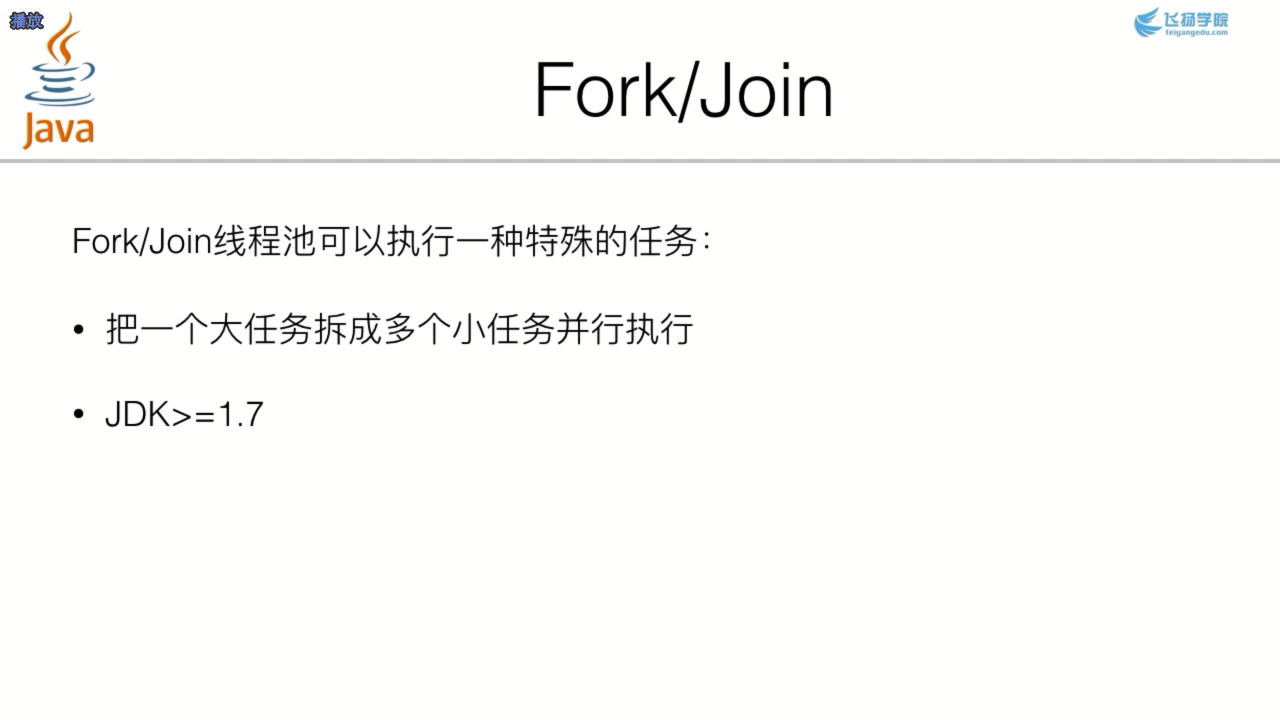 播放
飞扬学院
feiyangedu.com
Java
Fork/Join
Fork/Join线程池可以执行一种特殊的任务：
• 把一个大任务拆成多个小任务并行执行
• JDK>=1.7